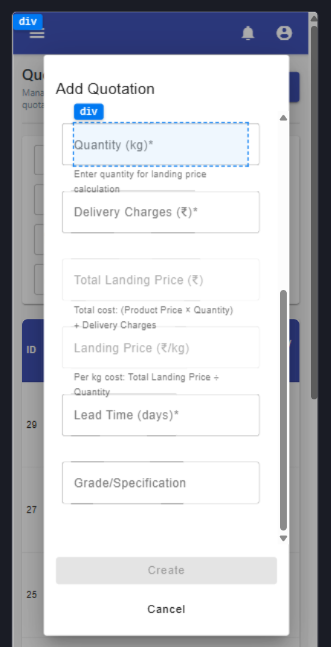 div
Quo
Mana
quota
Add Quotation
div
Quantity (kg)*
Enter quantity for landing price
calculation
Delivery Charges (₹)*
Total Landing Price (₹)
Total cost: (Product Price × Quantity)
+ Delivery Charges
ID
Landing Price (₹/kg)
Per kg cost: Total Landing Price ÷
Quantity
Lead Time (days)*
29
Grade/Specification
27
Create
25
Cancel